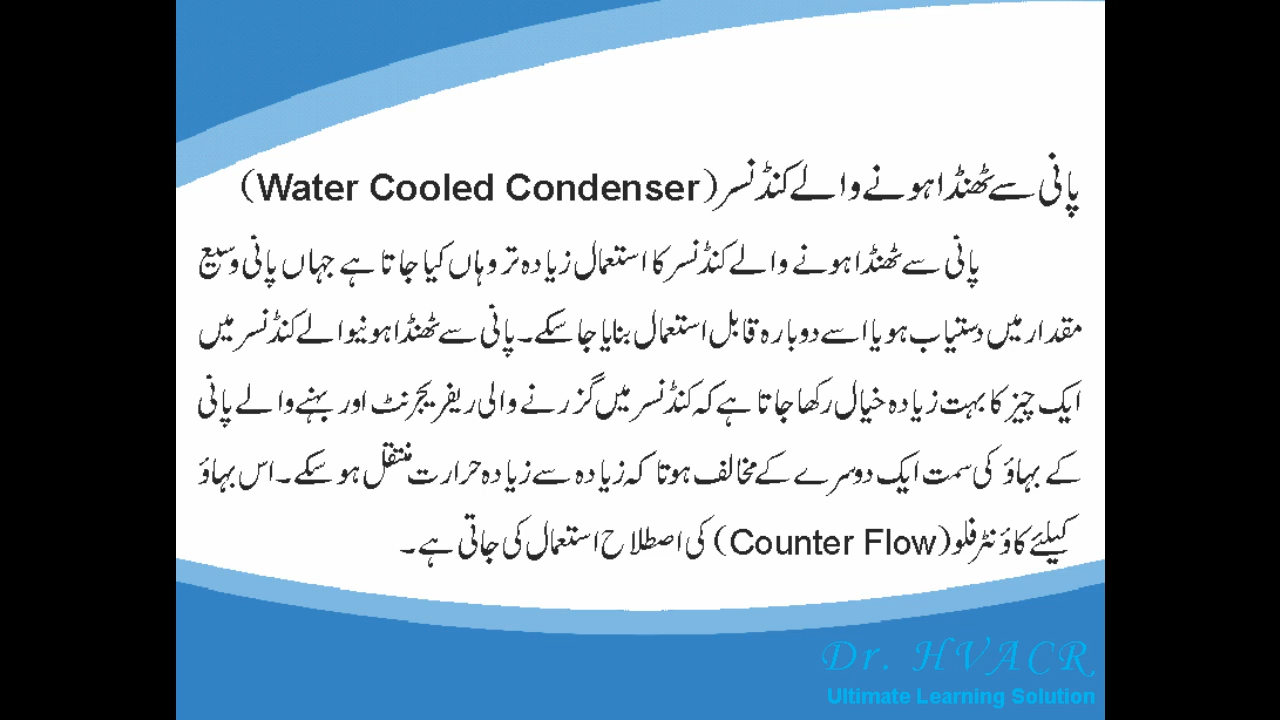 پانی سے ٹھنڈا ہونے والے کنڈنسر (Water Cooled Condenser)
پانی سے ٹھنڈا ہونے والے کنڈنسر کا استعمال زیادہ تر وہاں کیا جاتا ہے جہاں پانی وسیع
مقدار میں دستیاب ہو یا اسے دوبارہ قابل استعمال بنایا جا سکے۔ پانی سے ٹھنڈا ہونیوالے کنڈنسر میں
ایک چیز کا بہت زیادہ خیال رکھا جاتا ہے کہ کنڈنسر میں گزرنے والی ریفریجرنٹ اور بہنے والے پانی
کے بہاؤ کی سمت ایک دوسرے کے مخالف ہوتا کہ زیادہ سے زیادہ حرارت منتقل ہو سکے۔ اس بہاؤ
کیلئے کاؤنٹر فلو (Counter Flow) کی اصطلاح استعمال کی جاتی ہے۔
Dr. HVACR
Ultimate Learning Solution